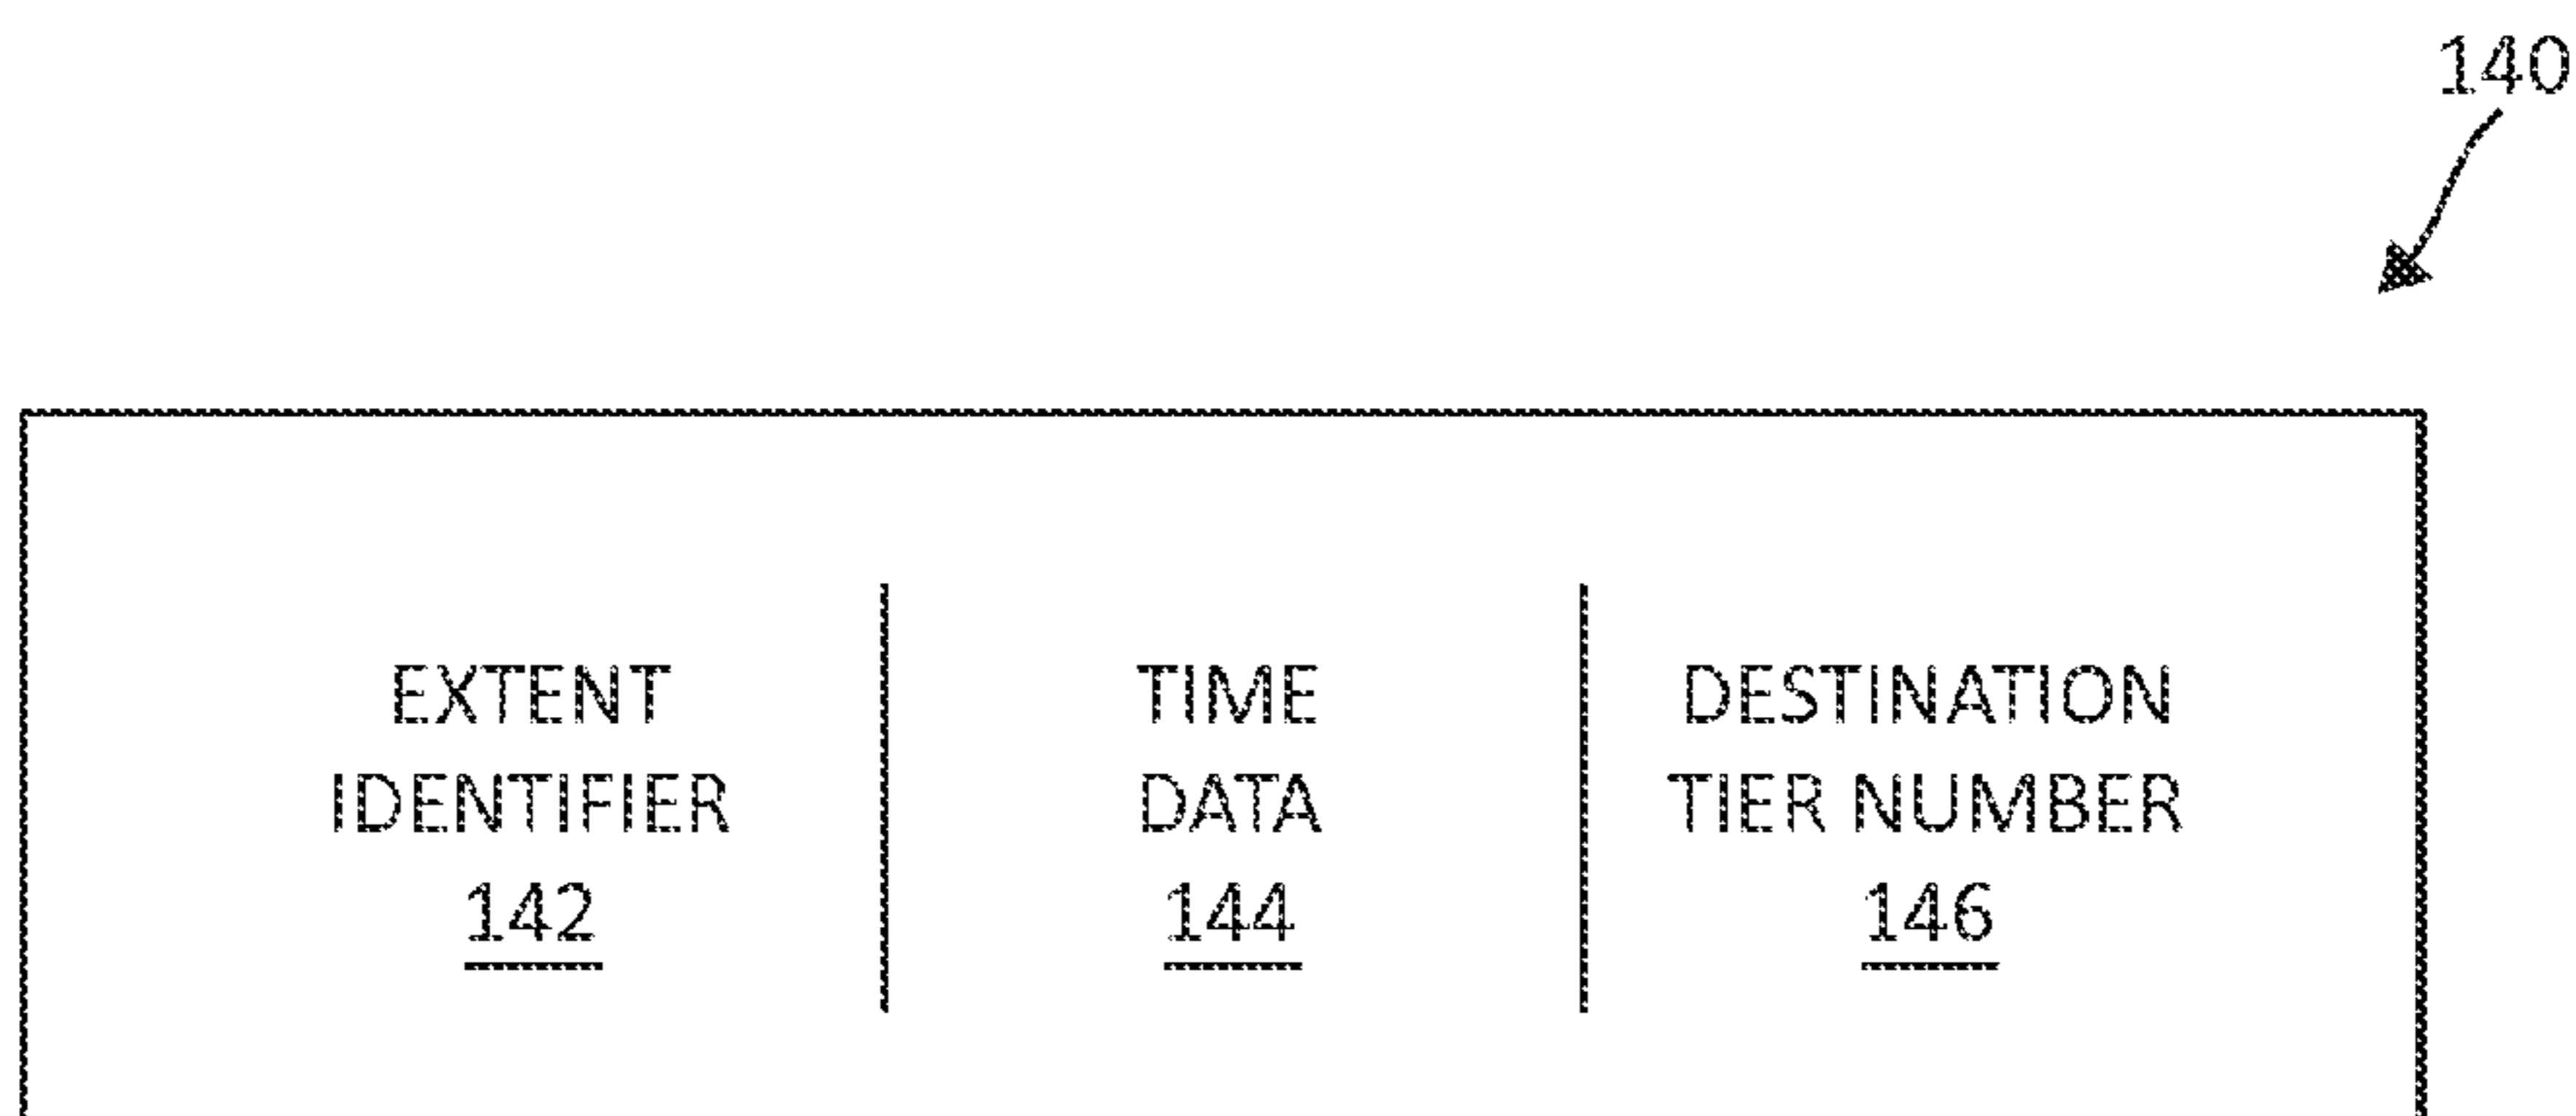 140
EXTENT
IDENTIFIER
142
TIME
DATA
144
DESTINATION
TIER NUMBER
146